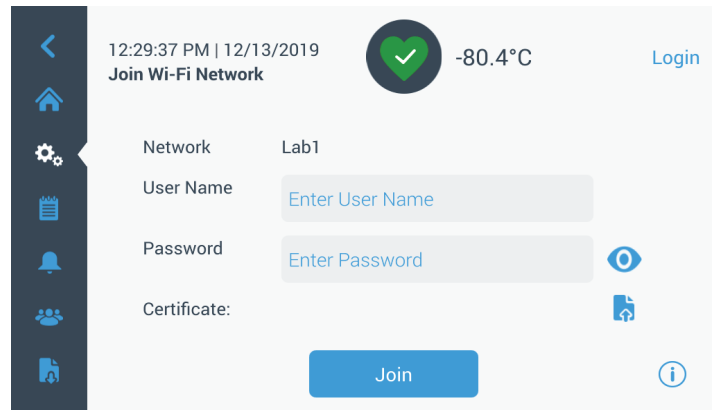 12:29:37 PM | 12/13/2019
Join Wi-Fi Network
-80.4°C
Login
Network Lab1
User Name Enter User Name
Password Enter Password
Certificate:
Join